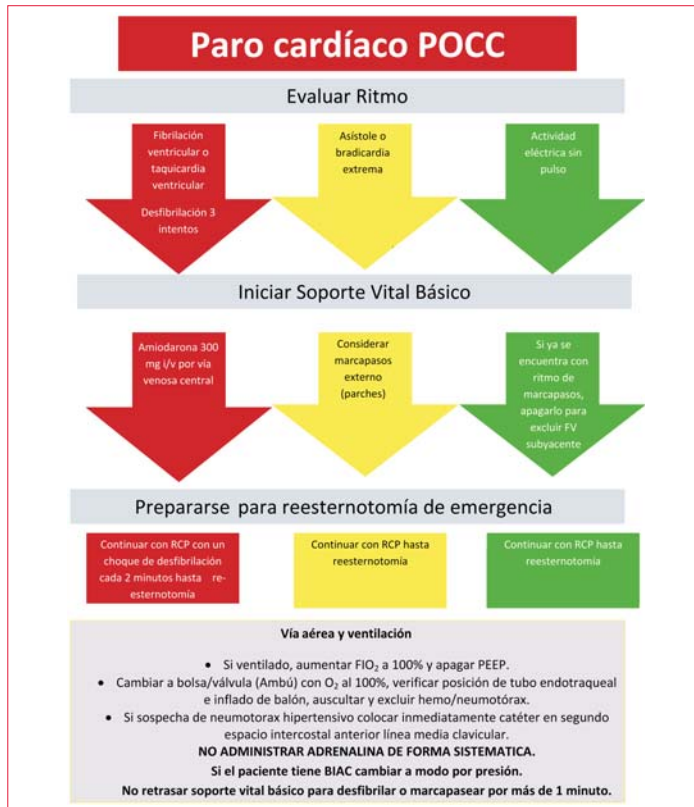 Paro cardíaco POCC
Evaluar Ritmo
Fibrilación
ventricular o
taquicardia
ventricular
Desfibrilación 3
intentos
Asístole o
bradicardia
extrema
Actividad
eléctrica sin
pulso
Iniciar Soporte Vital Básico
Amiodarona 300
mg i/v por vía
venosa central
Considerar
marcapasos
externo
(parches)
Si ya se
encuentra con
ritmo de
marcapasos,
apagarlo para
excluir FV
subyacente
Prepararse para reesternotomía de emergencia
Continuar con RCP con un
choque de desfibrilación
cada 2 minutos hasta re-
esternotomía
Continuar con RCP hasta
reesternotomía
Continuar con RCP hasta
reesternotomía
Vía aérea y ventilación
• Si ventilado, aumentar FIO₂ a 100% y apagar PEEP.
• Cambiar a bolsa/válvula (Ambú) con O₂ al 100%, verificar posición de tubo endotraqueal
e inflado de balón, auscultar y excluir hemo/neumotórax.
• Si sospecha de neumotorax hipertensivo colocar inmediatamente catéter en segundo
espacio intercostal anterior línea media clavicular.
NO ADMINISTRAR ADRENALINA DE FORMA SISTEMATICA.
Si el paciente tiene BIAC cambiar a modo por presión.
No retrasar soporte vital básico para desfibrilar o marcapasear por más de 1 minuto.